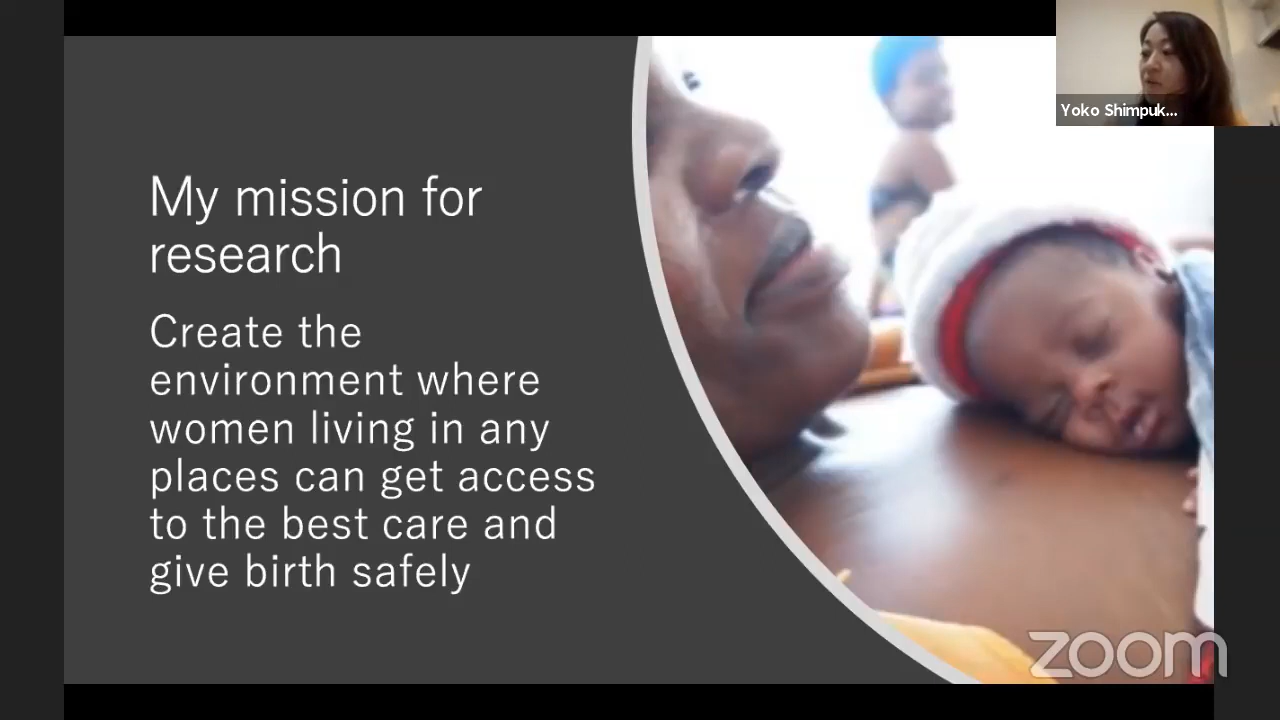 Yoko Shimpuk...
My mission for
research
Create the
environment where
women living in any
places can get access
to the best care and
give birth safely
zoom